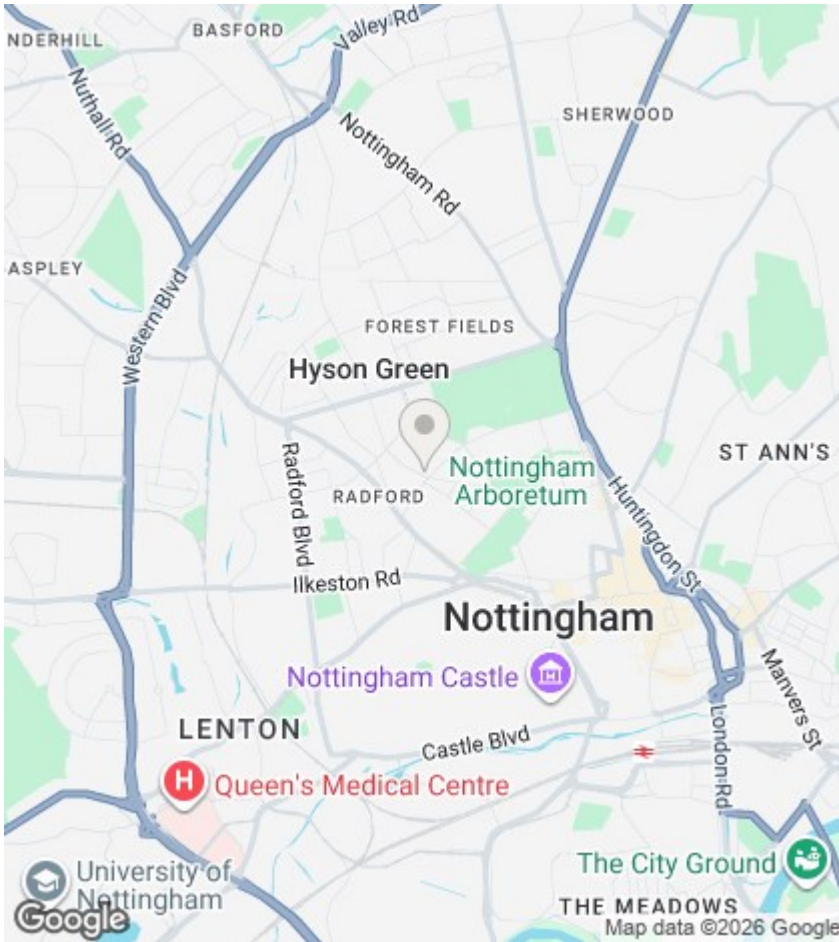 NDERHILL
BASFORD
Valley Rd
Nuthall Rd
Nottingham Rd
SHERWOOD
ASPLEY
Western Blvd
FOREST FIELDS
Hyson Green
ST ANN'S
Nottingham
Arboretum
RADFORD
Radford Blvd
Huntingdon St
Ilkeston Rd
Nottingham
Nottingham Castle
Manvers St
LENTON
Castle Blvd
London Rd
H
Queen's Medical Centre
The City Ground
University of
Nottingham
THE MEADOWS
Google
Map data ©2026 Google